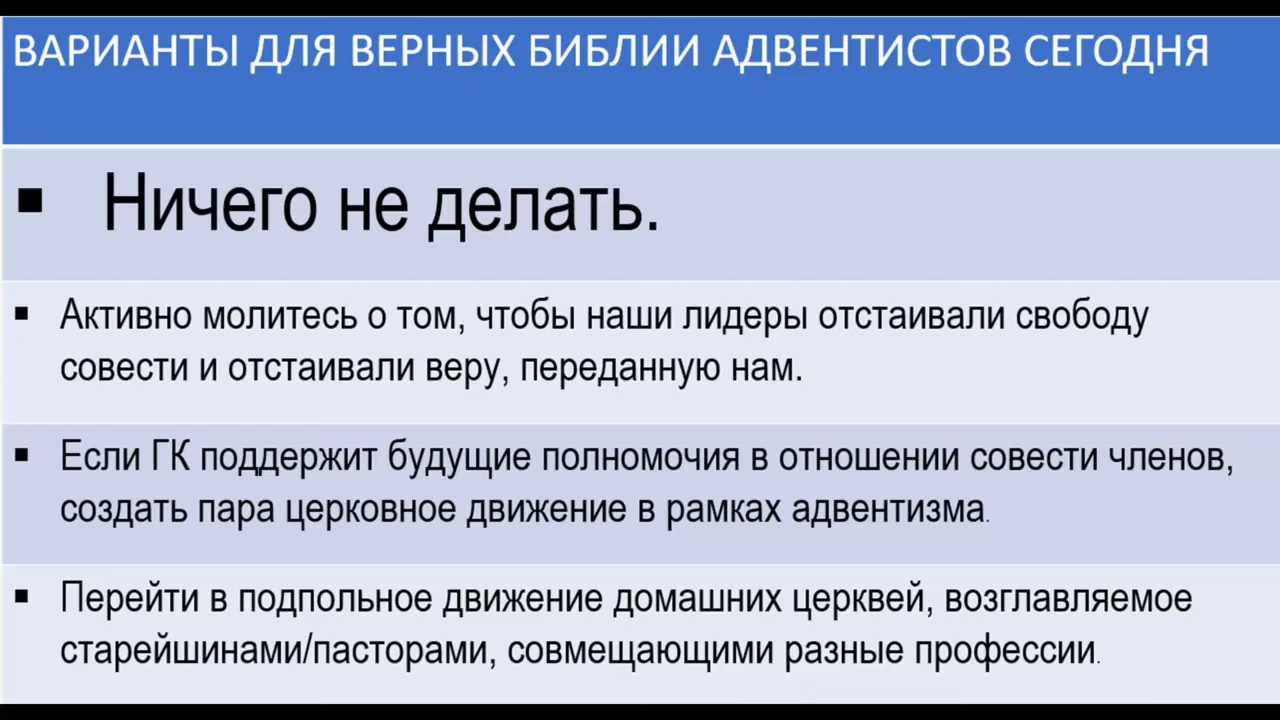 ВАРИАНТЫ ДЛЯ ВЕРНЫХ БИБЛИИ АДВЕНТИСТОВ СЕГОДНЯ
▪ Ничего не делать.
▪ Активно молитесь о том, чтобы наши лидеры отстаивали свободу
совести и отстаивали веру, переданную нам.
▪ Если ГК поддержит будущие полномочия в отношении совести членов,
создать пара церковное движение в рамках адвентизма.
▪ Перейти в подпольное движение домашних церквей, возглавляемое
старейшинами/пасторами, совмещающими разные профессии.